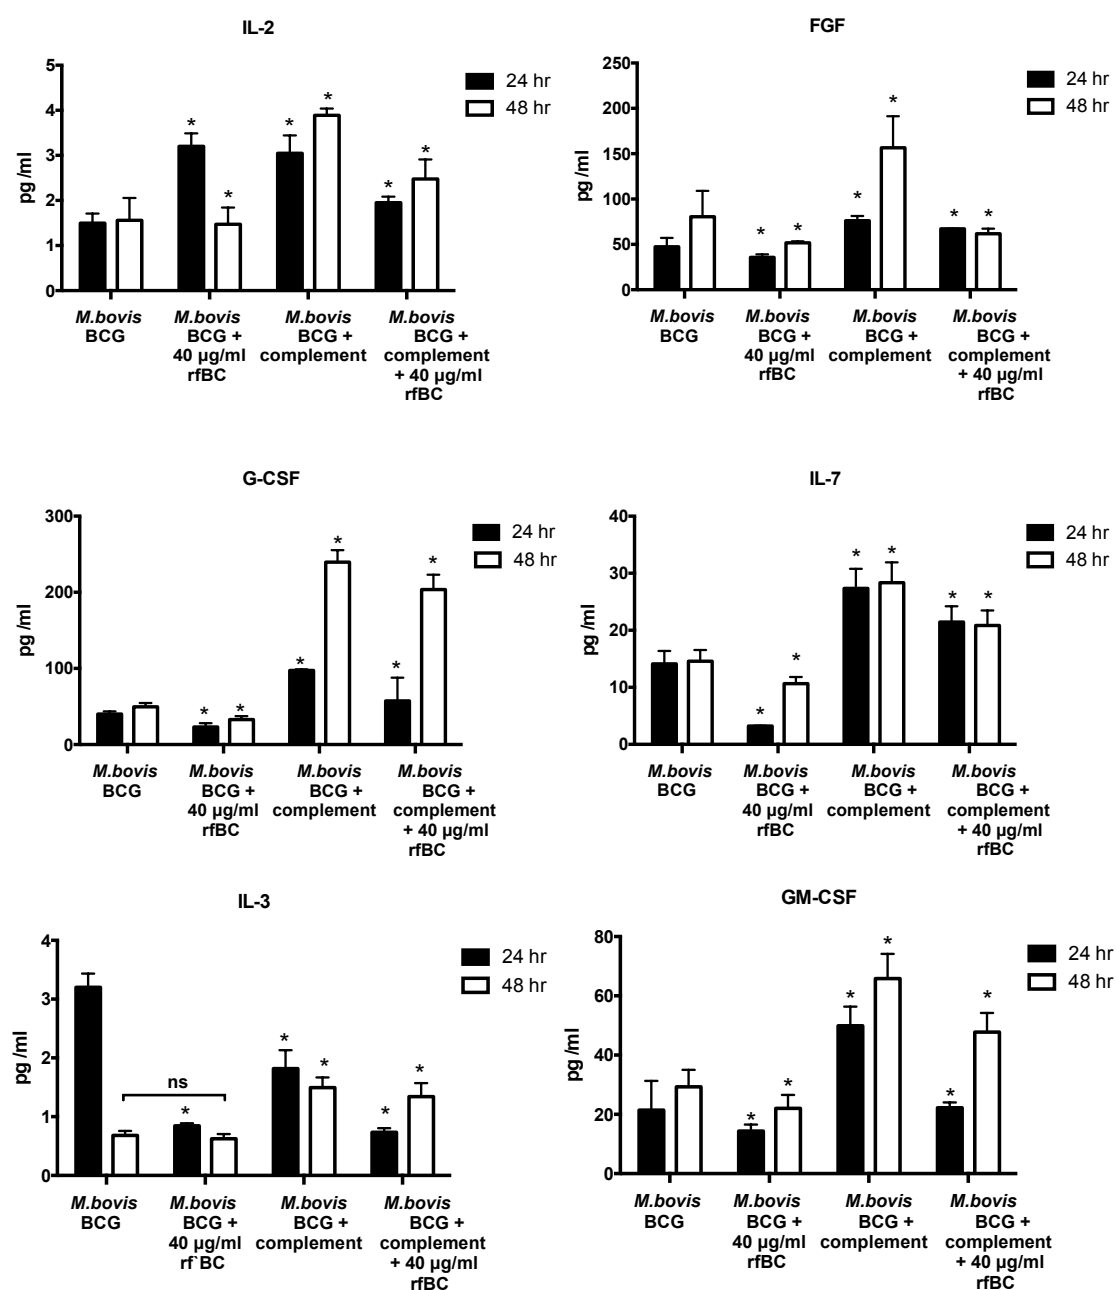 IL-2
5
4
3
2
1
0
pg /ml
24 hr
48 hr
* * * * * *
M.bovis M.bovis M.bovis M.bovis
BCG BCG + BCG + BCG +
40 µg/ml complement complement
rfBC + 40 µg/ml
rfBC
FGF
250
200
150
100
50
0
pg /ml
24 hr
48 hr
* * * * * *
M.bovis M.bovis M.bovis M.bovis
BCG BCG + BCG + BCG +
40 µg/ml complement complement
rfBC + 40 µg/ml
rfBC
G-CSF
300
200
100
0
pg /ml
24 hr
48 hr
* * * * * *
M.bovis M.bovis M.bovis M.bovis
BCG BCG + BCG + BCG +
40 µg/ml complement complement
rfBC + 40 µg/ml
rfBC
IL-7
40
30
20
10
0
pg /ml
24 hr
48 hr
* * * * * *
M.bovis M.bovis M.bovis M.bovis
BCG BCG + BCG + BCG +
40 µg/ml complement complement
rfBC + 40 µg/ml
rfBC
IL-3
4
3
2
1
0
pg /ml
24 hr
48 hr
ns
* * * * *
M.bovis M.bovis M.bovis M.bovis
BCG BCG + BCG + BCG +
40 µg/ml complement complement
rf`BC + 40 µg/ml
rfBC
GM-CSF
80
60
40
20
0
pg /ml
24 hr
48 hr
* * * * * *
M.bovis M.bovis M.bovis M.bovis
BCG BCG + BCG + BCG +
40 µg/ml complement complement
rfBC + 40 µg/ml
rfBC